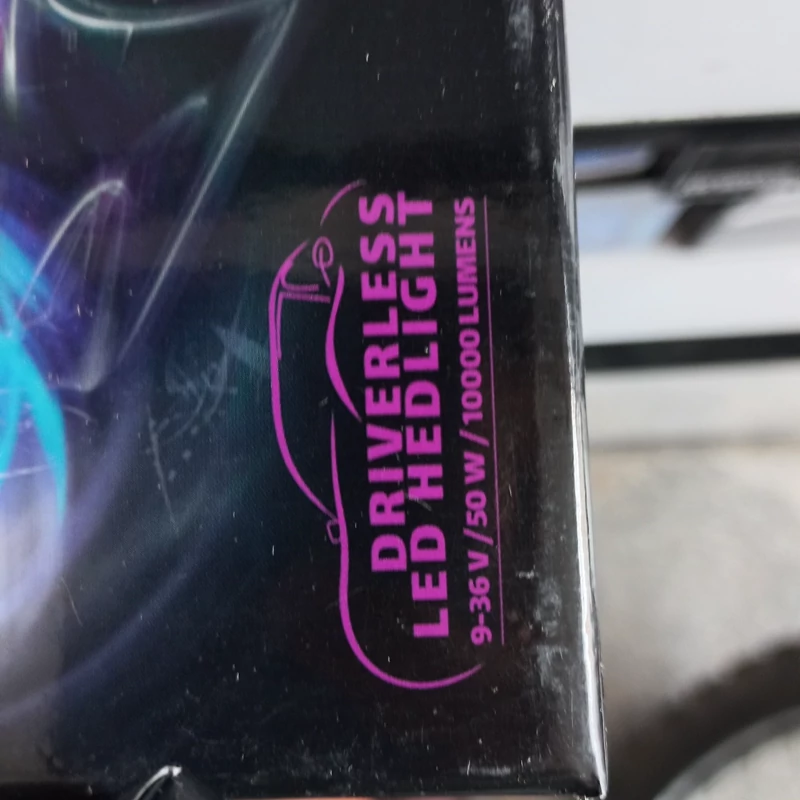 DRIVERLESS
LED HEDLIGHT
9-36 V / 50 W / 10000 LUMENS